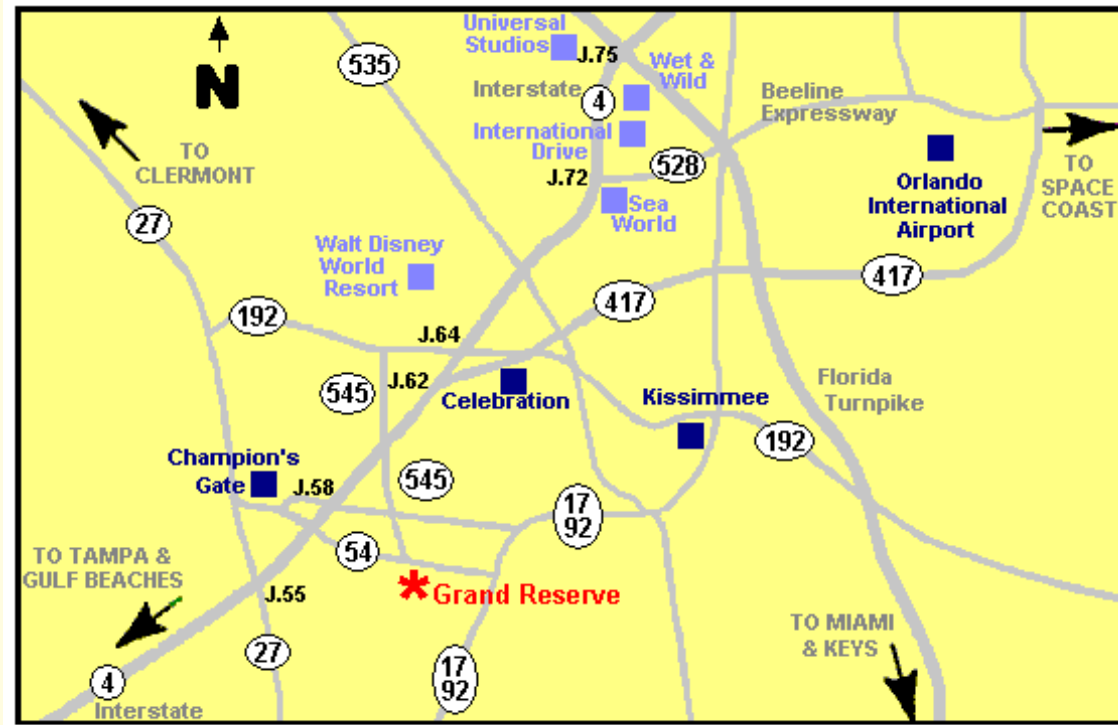 Universal
Studios
J.75
Wet &
Wild
535
Interstate
4
Beeline
Expressway
N
International
Drive
TO
CLERMONT
J.72
528
Orlando
International
Airport
TO
SPACE
COAST
Sea
World
27
Walt Disney
World
Resort
417
417
192
J.64
545
J.62
Celebration
Kissimmee
Florida
Turnpike
192
Champion's
Gate
J.58
545
17
92
54
TO TAMPA &
GULF BEACHES
J.55
* Grand Reserve
TO MIAMI
& KEYS
27
17
92
4
Interstate